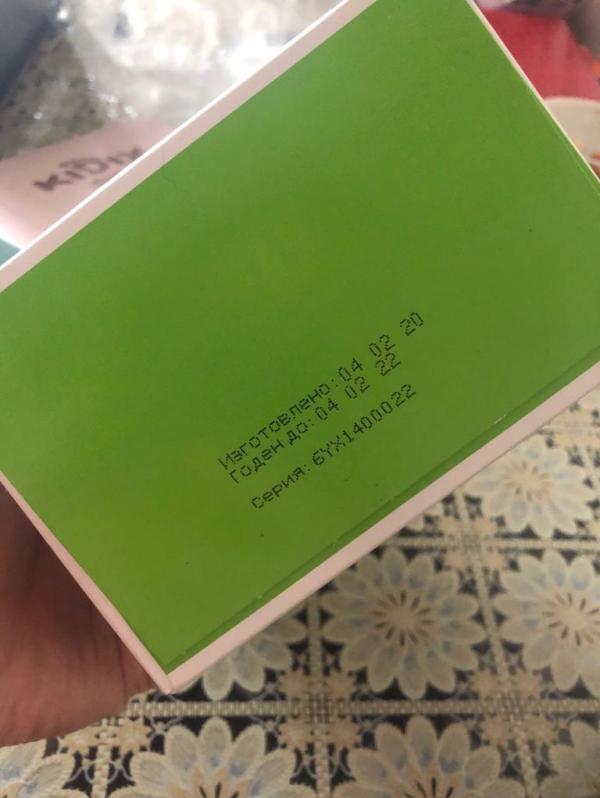 Изготовлено: 04 02 20
Годен до: 04 02 22
Серия: 6YX1400022